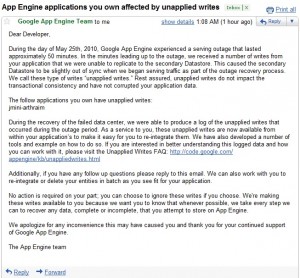 App Engine applications you own affected by unapplied writes Inbox | X
Print all
Google App Engine Team to me show details 1:08 AM (1 hour ago) Reply
Dear Developer,
During the day of May 25th, 2010, Google App Engine experienced a serving outage that lasted
approximately 50 minutes. In the minutes leading up to the outage, we received a number of writes from
your application that we were unable to replicate to the secondary Datastore. This caused the secondary
Datastore to be slightly out of sync when we began serving traffic as part of the outage recovery process.
We call these type of writes "unapplied writes." Rest assured, unapplied writes do not impact the
transactional consistency and have not corrupted your application data.
The follow applications you own have unapplied writes:
jmini-arthraim
During the recovery of the failed data center, we were able to produce a log of the unapplied writes that
occurred during the outage period. As a service to you, these unapplied writes are now available from
within your application's to make it easy for you to re-integrate them. We have also developed a number of
tools and example on how to do so. If you are interested in better understanding this logged data and how
you can work with it, please visit the Unapplied Writes FAQ: http://code.google.com/
appengine/kb/unappliedwrites.html
Additionally, if you have any follow up questions please reply to this email. We can also work with you to
re-integrate or delete your entities in batch as you see fit for your application.
No action is required on your part; you can choose to ignore these writes if you choose. We're making
these writes available to you because we want you to know that whenever possible, we take every step we
can to recover any data, complete or incomplete, that you attempt to store on App Engine.
We apologize for any inconvenience this may have caused you and thank you for your continued support
of Google App Engine.
The App Engine team
Reply Forward